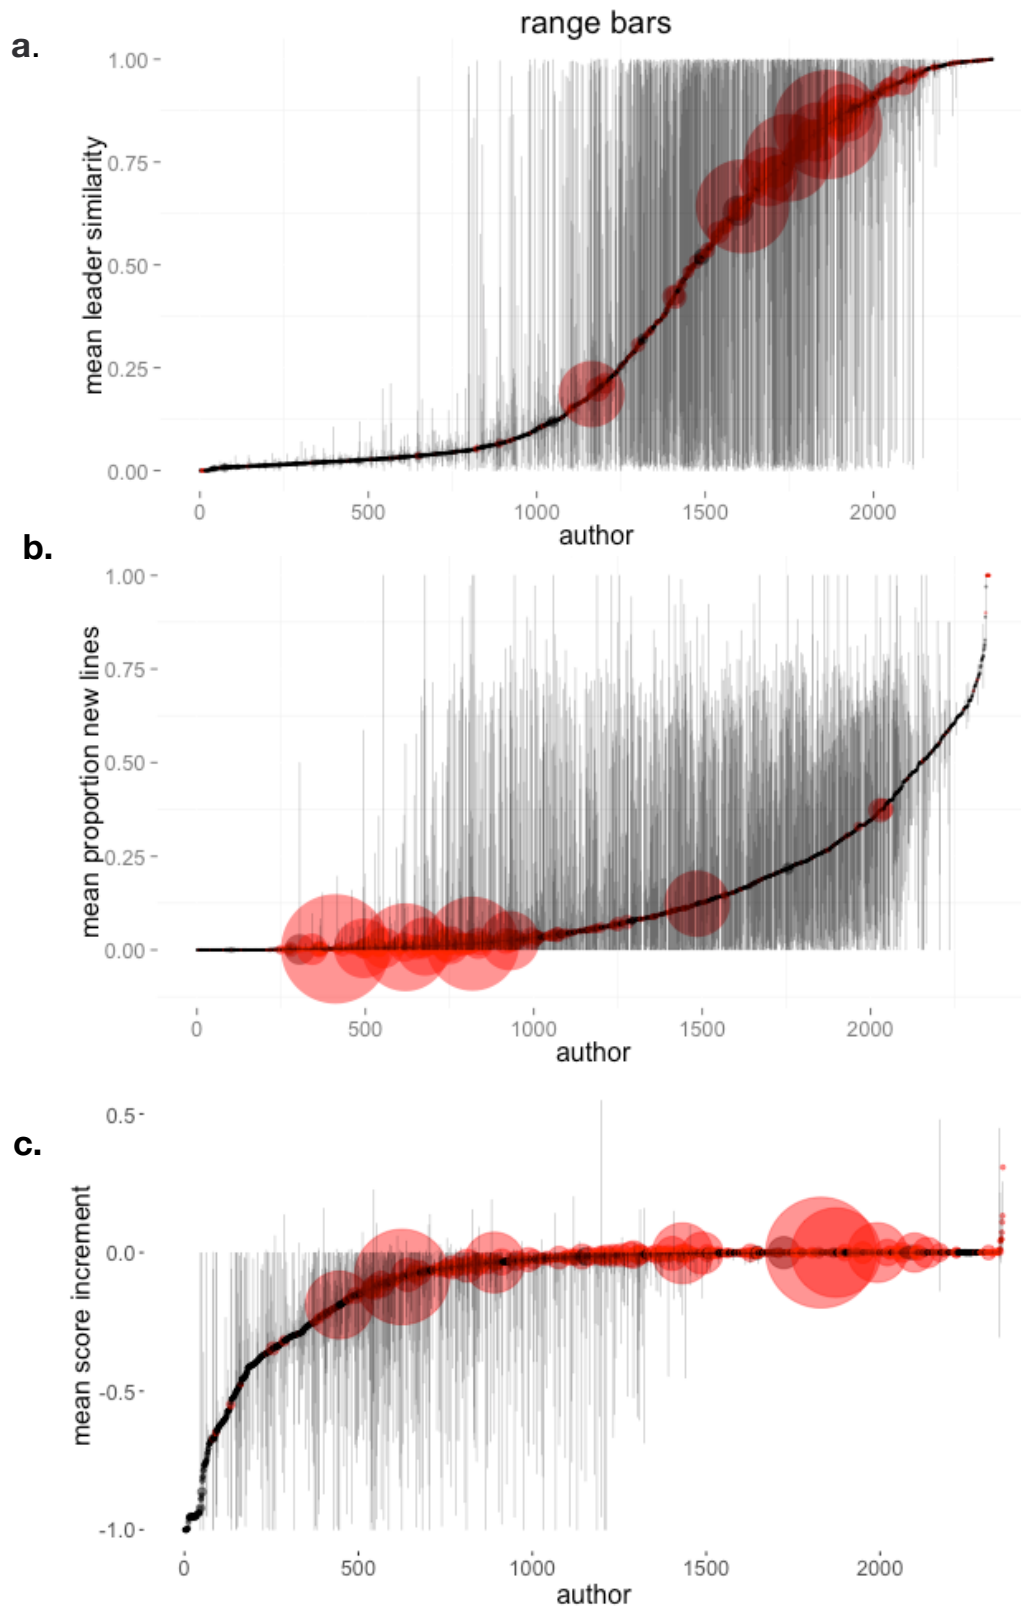 range bars
a.
mean leader similarity
1.00
0.75
0.50
0.25
0.00
0 500 1000 1500 2000
author
b.
mean proportion new lines
1.00
0.75
0.50
0.25
0.00
0 500 1000 1500 2000
author
c.
mean score increment
0.5
0.0
-0.5
-1.0
0 500 1000 1500 2000
author